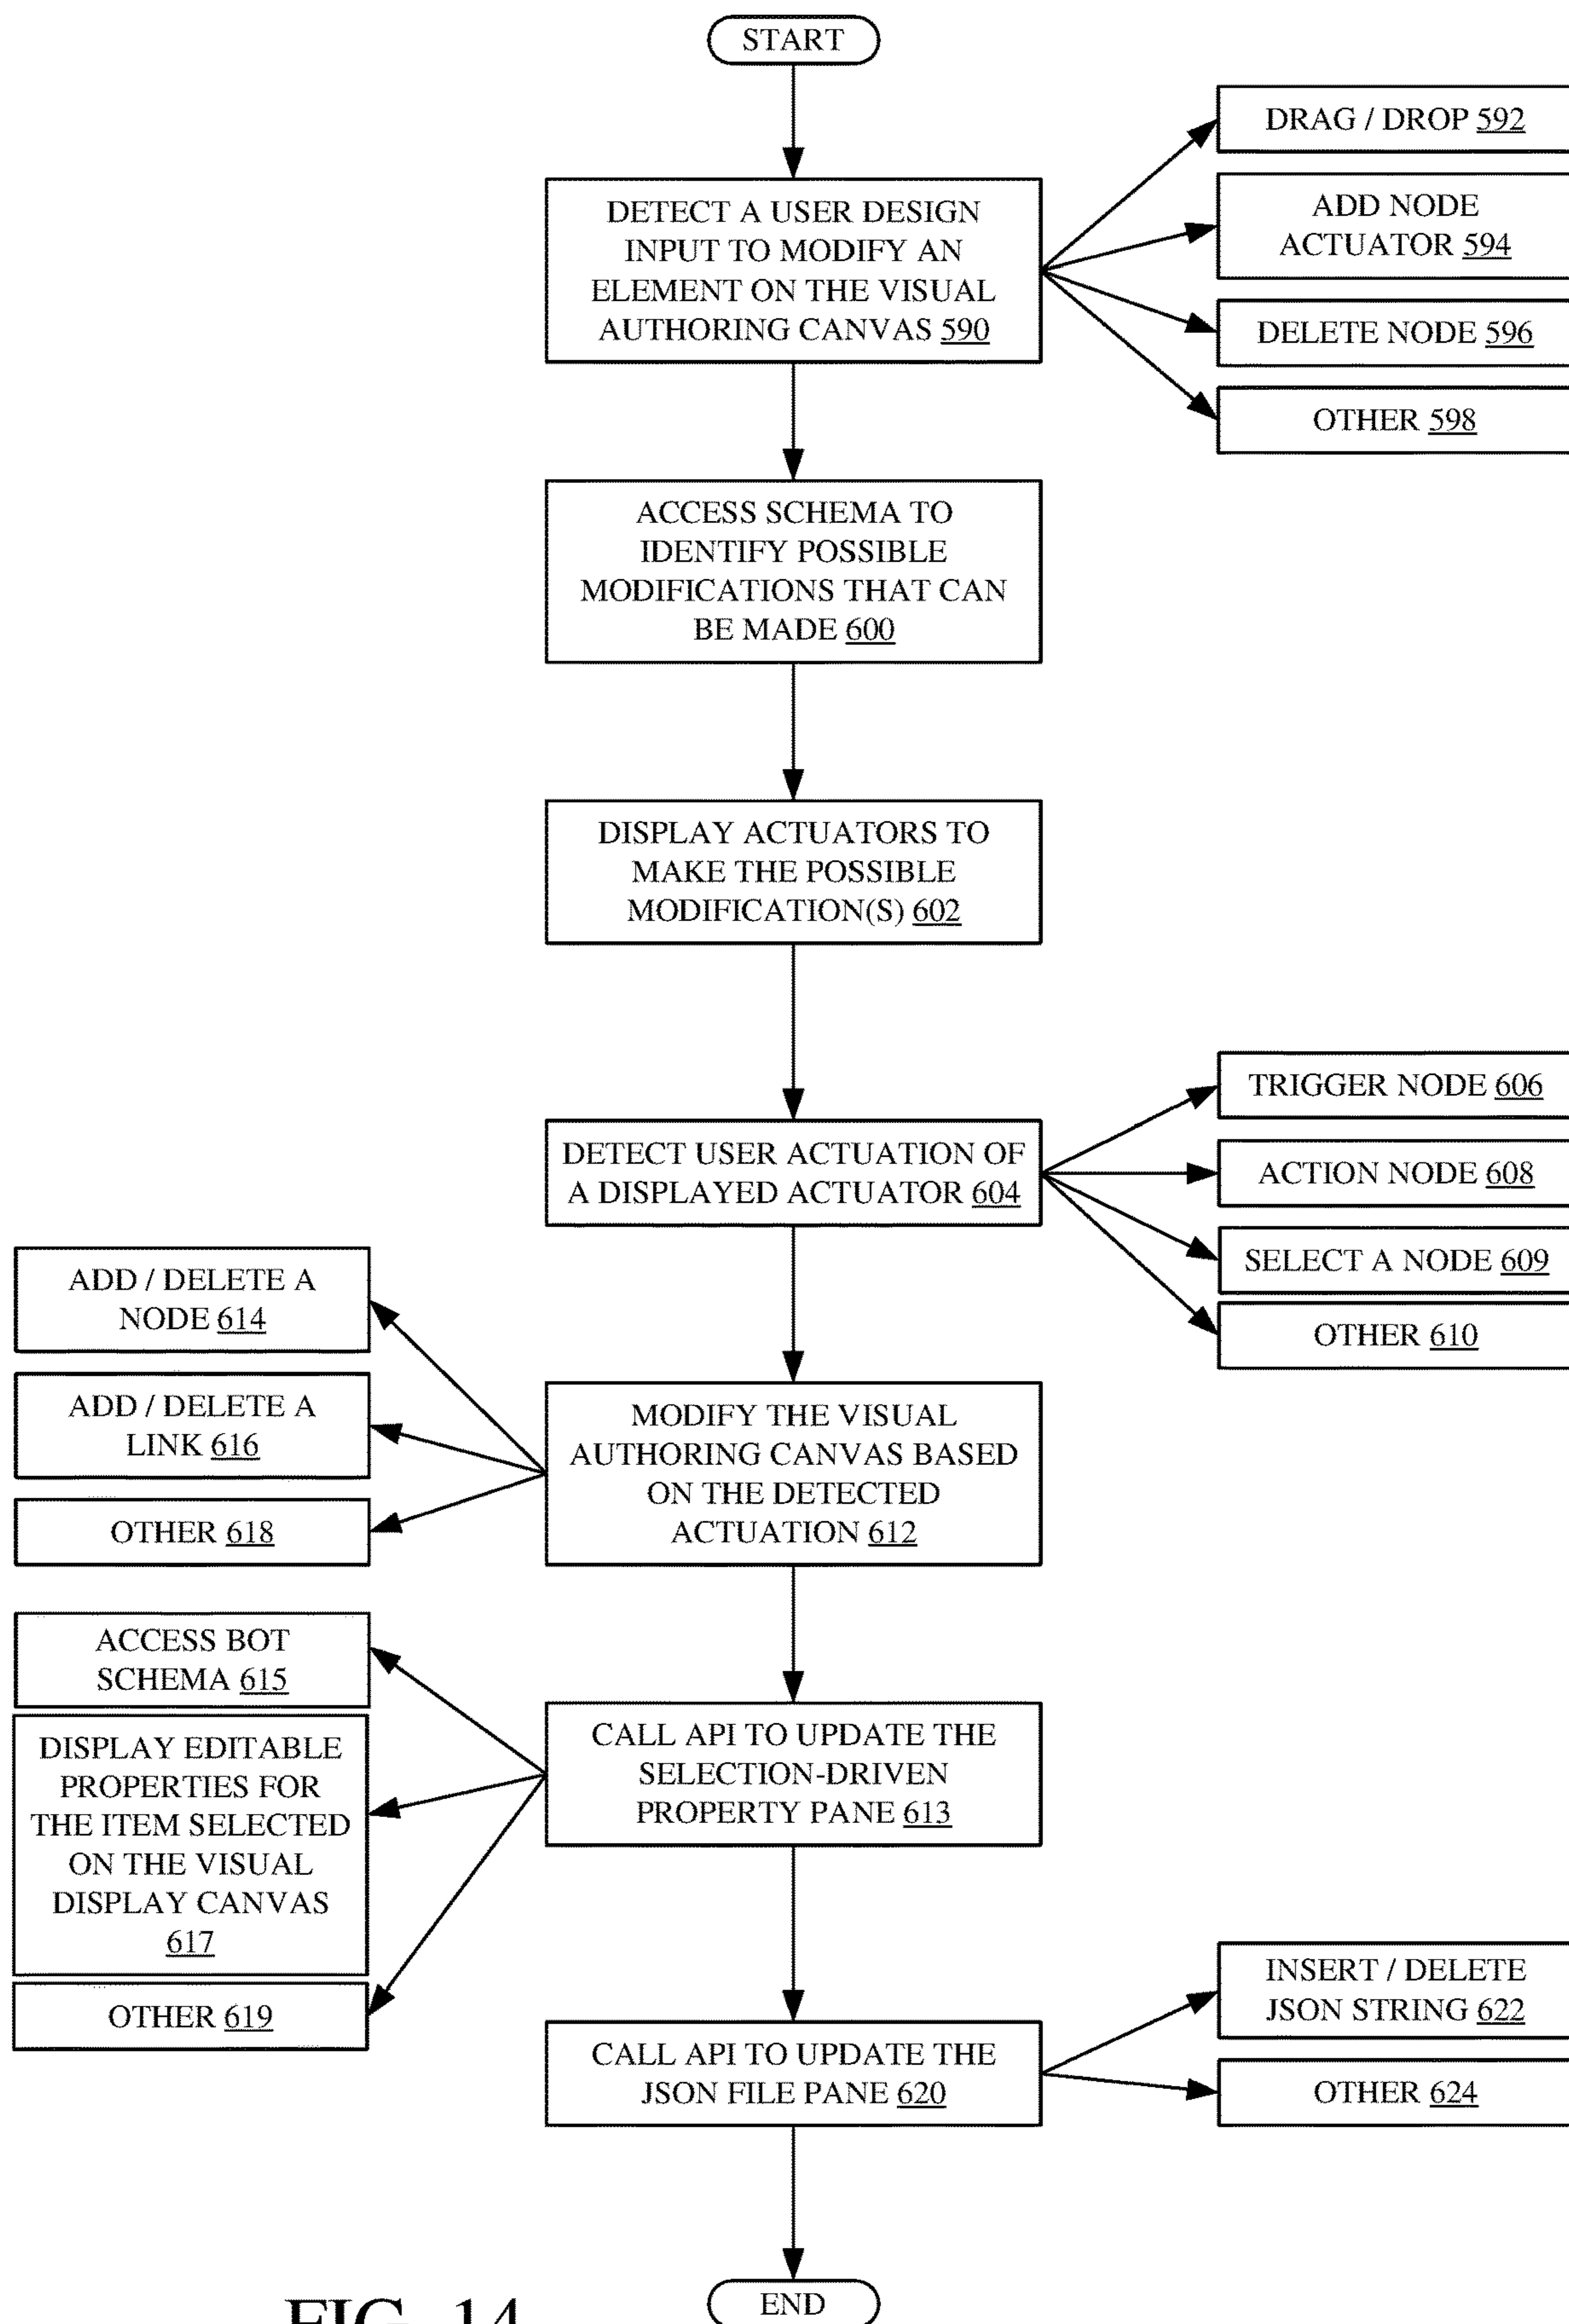 START
DETECT A USER DESIGN
INPUT TO MODIFY AN
ELEMENT ON THE VISUAL
AUTHORING CANVAS 590
DRAG / DROP 592
ADD NODE
ACTUATOR 594
DELETE NODE 596
OTHER 598
ACCESS SCHEMA TO
IDENTIFY POSSIBLE
MODIFICATIONS THAT CAN
BE MADE 600
DISPLAY ACTUATORS TO
MAKE THE POSSIBLE
MODIFICATION(S) 602
DETECT USER ACTUATION OF
A DISPLAYED ACTUATOR 604
TRIGGER NODE 606
ACTION NODE 608
SELECT A NODE 609
OTHER 610
MODIFY THE VISUAL
AUTHORING CANVAS BASED
ON THE DETECTED
ACTUATION 612
ADD / DELETE A
NODE 614
ADD / DELETE A
LINK 616
OTHER 618
CALL API TO UPDATE THE
SELECTION-DRIVEN
PROPERTY PANE 613
ACCESS BOT
SCHEMA 615
DISPLAY EDITABLE
PROPERTIES FOR
THE ITEM SELECTED
ON THE VISUAL
DISPLAY CANVAS
617
OTHER 619
CALL API TO UPDATE THE
JSON FILE PANE 620
INSERT / DELETE
JSON STRING 622
OTHER 624
END
FIG. 14